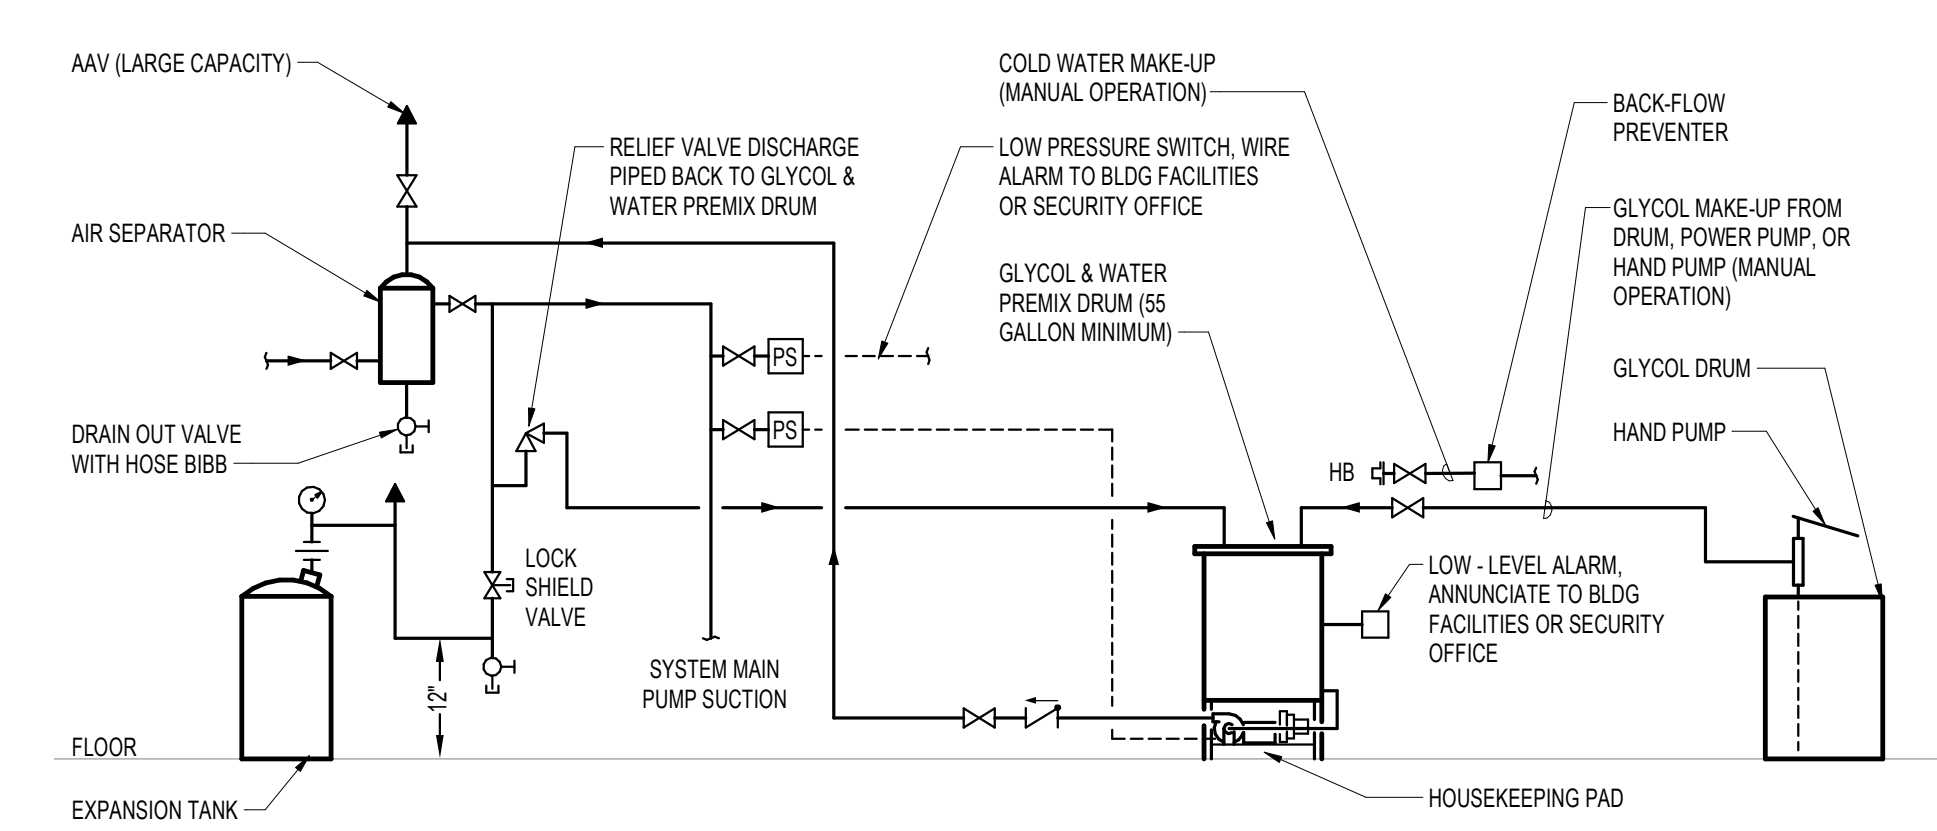 AAV (LARGE CAPACITY)
COLD WATER MAKE-UP
(MANUAL OPERATION)
BACK-FLOW
PREVENTER
RELIEF VALVE DISCHARGE
PIPED BACK TO GLYCOL &
WATER PREMIX DRUM
LOW PRESSURE SWITCH, WIRE
ALARM TO BLDG FACILITIES
OR SECURITY OFFICE
GLYCOL MAKE-UP FROM
DRUM, POWER PUMP, OR
HAND PUMP (MANUAL
OPERATION)
AIR SEPARATOR
GLYCOL & WATER
PREMIX DRUM (55
GALLON MINIMUM)
PS
GLYCOL DRUM
PS
HAND PUMP
DRAIN OUT VALVE
WITH HOSE BIBB
HB
LOCK
SHIELD
VALVE
LOW - LEVEL ALARM,
ANNUNCIATE TO BLDG
FACILITIES OR SECURITY
OFFICE
SYSTEM MAIN
PUMP SUCTION
12"
FLOOR
EXPANSION TANK
HOUSEKEEPING PAD